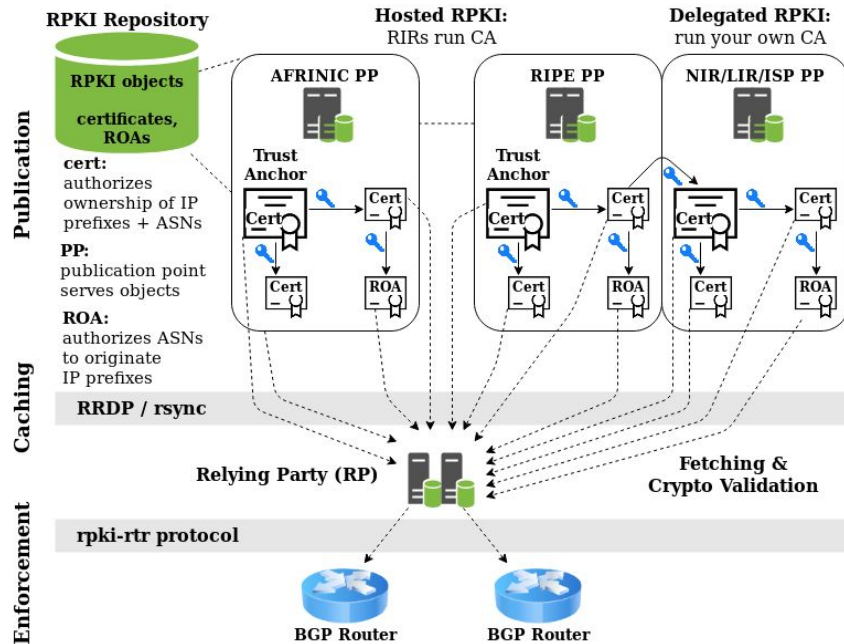 RPKI Repository
Hosted RPKI:
RIRs run CA
Delegated RPKI:
run your own CA
RPKI objects
certificates,
ROAs
AFRINIC PP
RIPE PP
NIR/LIR/ISP PP
Publication
cert:
authorizes
ownership of IP
prefixes + ASNs
PP:
publication point
serves objects
ROA:
authorizes ASNs
to originate
IP prefixes
Trust
Anchor
Cert
Cert
Cert
ROA
Trust
Anchor
Cert
Cert
Cert
ROA
Cert
Cert
Cert
ROA
Caching
RRDP / rsync
Relying Party (RP)
Fetching &
Crypto Validation
Enforcement
rpki-rtr protocol
BGP Router
BGP Router